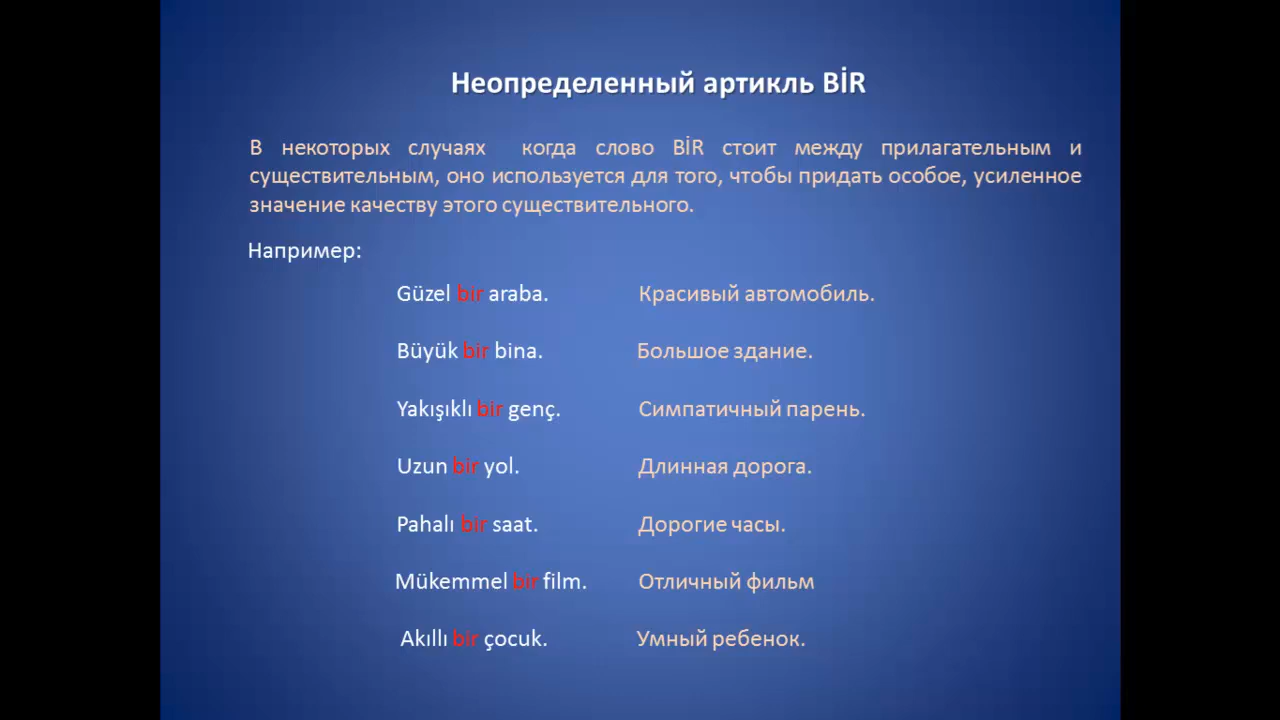 Неопределенный артикль BİR
В некоторых случаях когда слово BİR стоит между прилагательным и
существительным, оно используется для того, чтобы придать особое, усиленное
значение качеству этого существительного.
Например:
Güzel bir araba. Красивый автомобиль.
Büyük bir bina. Большое здание.
Yakışıklı bir genç. Симпатичный парень.
Uzun bir yol. Длинная дорога.
Pahalı bir saat. Дорогие часы.
Mükemmel bir film. Отличный фильм
Akıllı bir çocuk. Умный ребенок.